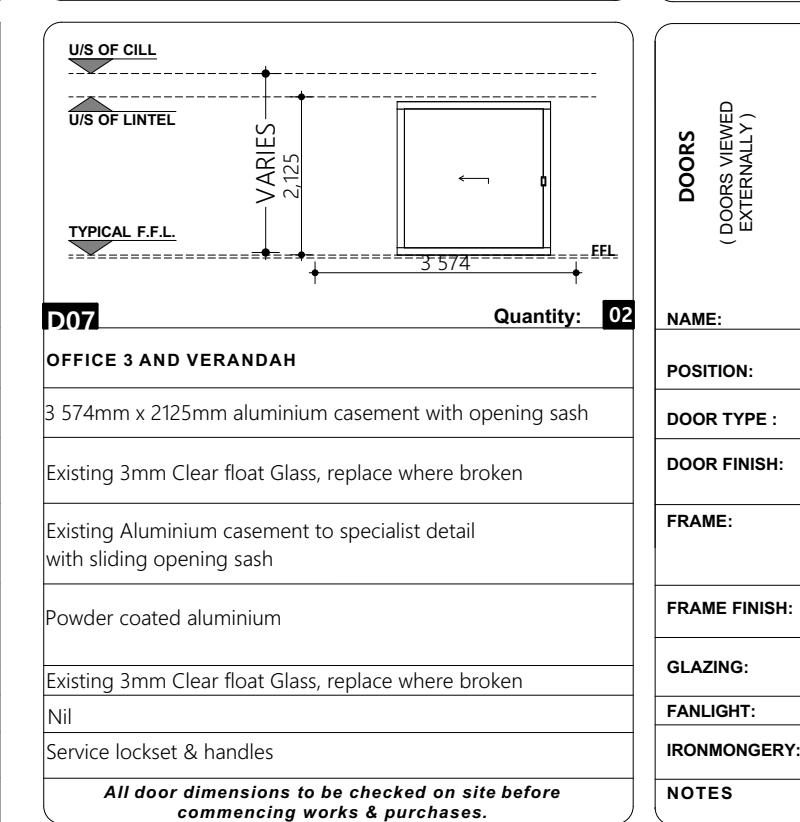 U/S OF CILL
U/S OF LINTEL
VARIES
2,125
TYPICAL F.F.L.
FFL
3 574
D07
Quantity: 02
OFFICE 3 AND VERANDAH
3 574mm x 2125mm aluminium casement with opening sash
Existing 3mm Clear float Glass, replace where broken
Existing Aluminium casement to specialist detail
with sliding opening sash
Powder coated aluminium
Existing 3mm Clear float Glass, replace where broken
Nil
Service lockset & handles
All door dimensions to be checked on site before
commencing works & purchases.
DOORS
( DOORS VIEWED
EXTERNALLY )
NAME:
POSITION:
DOOR TYPE :
DOOR FINISH:
FRAME:
FRAME FINISH:
GLAZING:
FANLIGHT:
IRONMONGERY:
NOTES